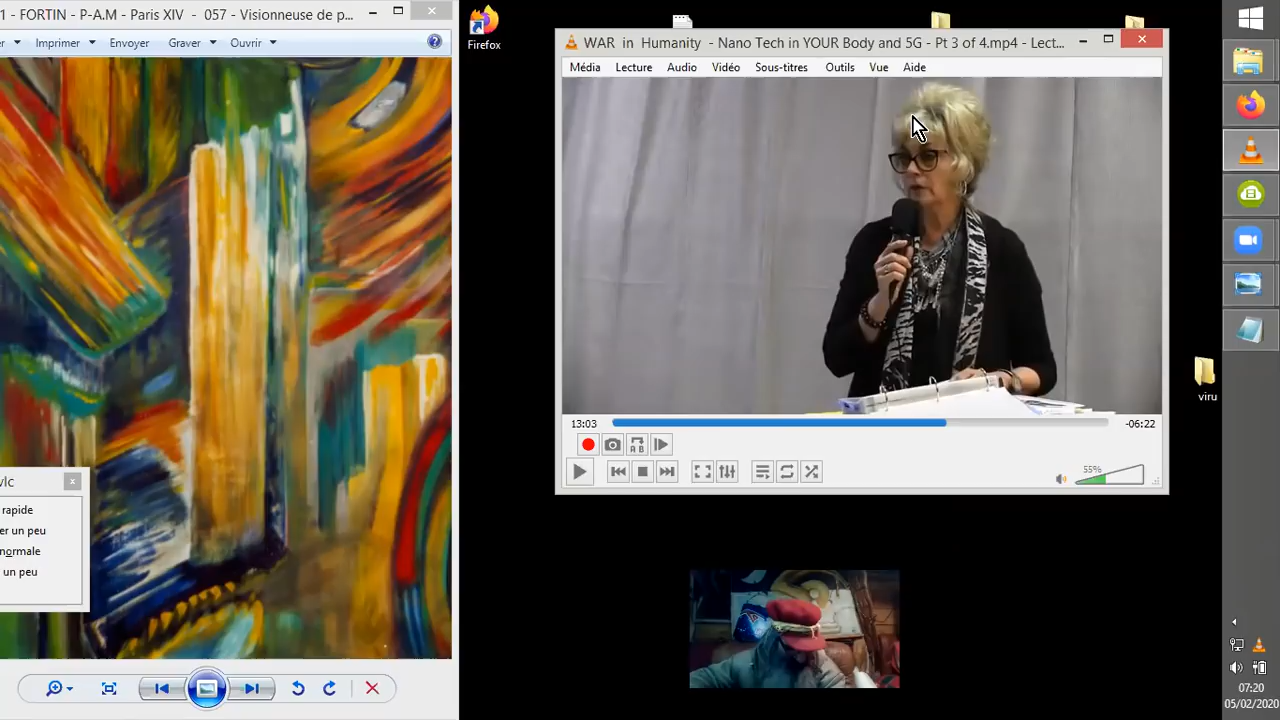 - FORTIN - P-A.M - Paris XIV - 057 - Visionneuse de p...
Imprimer Envoyer Graver Ouvrir
rapide
er un peu
normale
un peu
Firefox
WAR in Humanity - Nano Tech in YOUR Body and 5G - Pt 3 of 4.mp4 - Lect...
Média Lecture Audio Vidéo Sous-titres Outils Vue Aide
13:03
-06:22
A B
55%
viru
07:20
05/02/2020